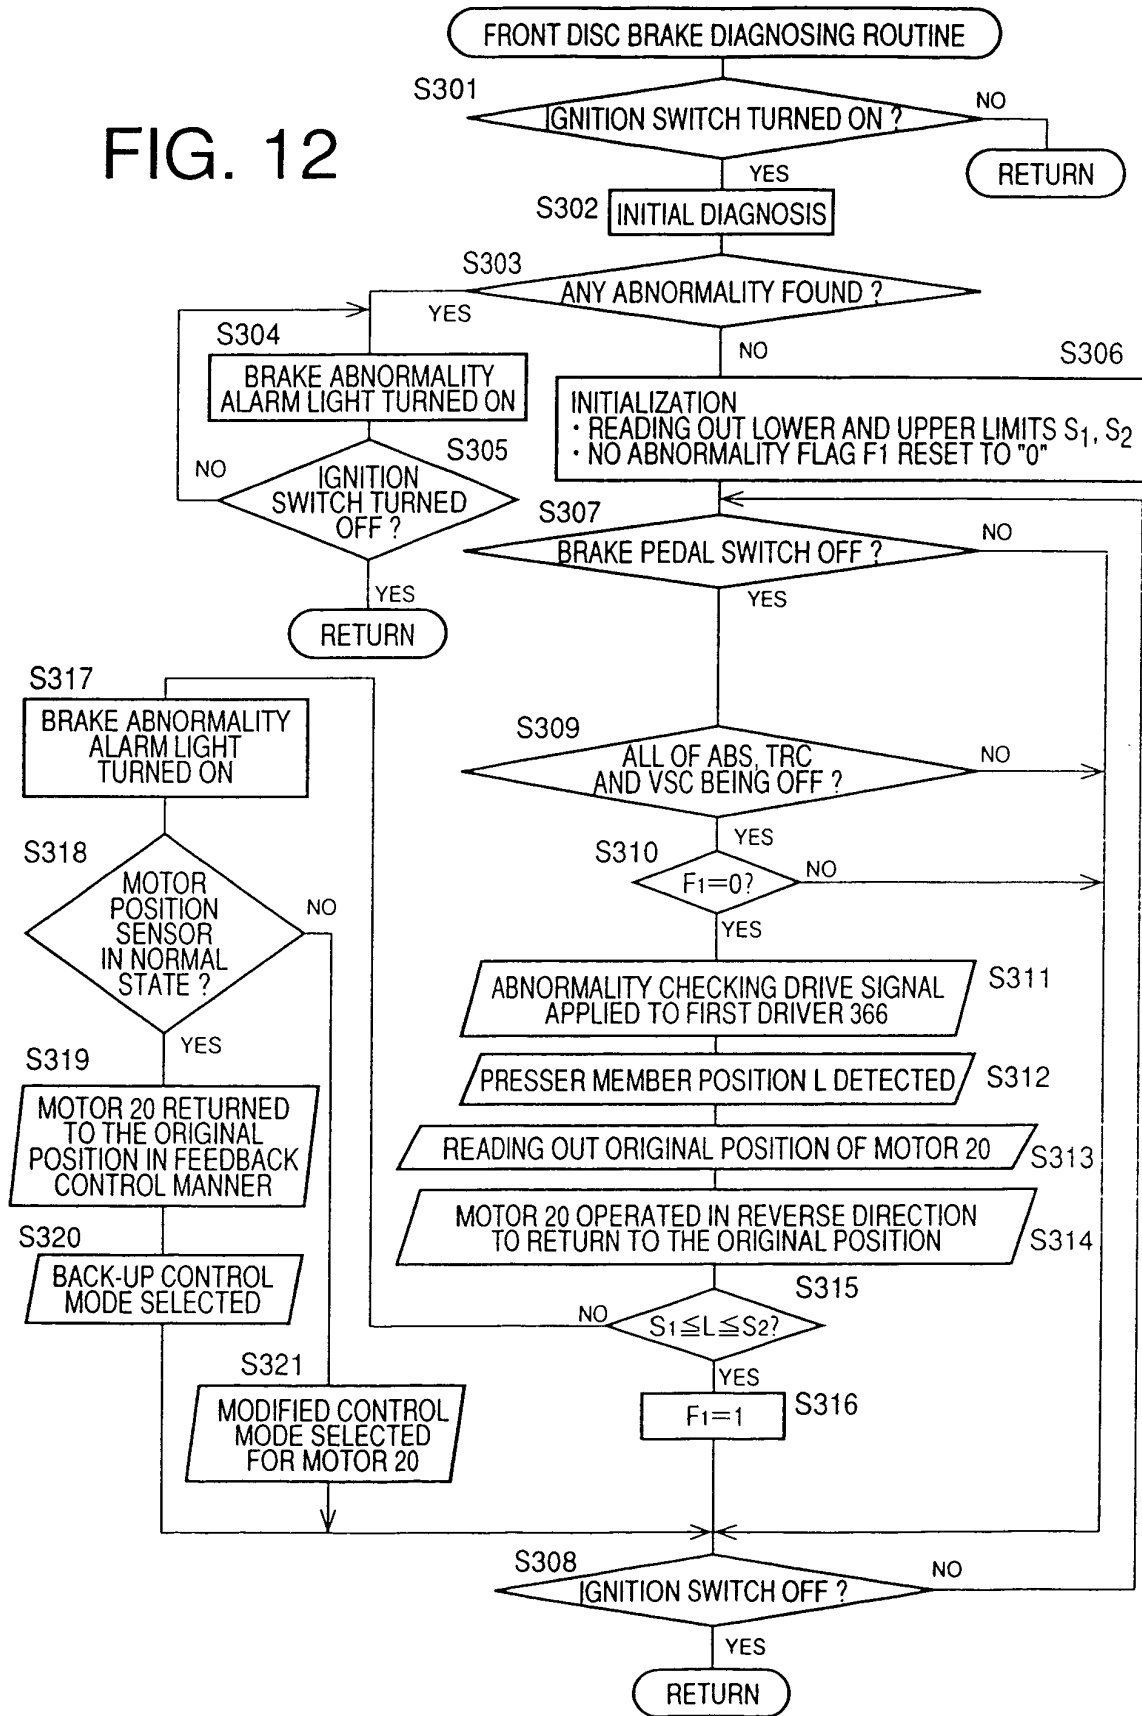 FRONT DISC BRAKE DIAGNOSING ROUTINE
S301
IGNITION SWITCH TURNED ON ?
NO
FIG. 12
RETURN
YES
S302
INITIAL DIAGNOSIS
S303
ANY ABNORMALITY FOUND ?
YES
NO
S304
BRAKE ABNORMALITY
ALARM LIGHT TURNED ON
S305
NO
IGNITION
SWITCH TURNED
OFF ?
YES
RETURN
S306
INITIALIZATION
· READING OUT LOWER AND UPPER LIMITS S1, S2
· NO ABNORMALITY FLAG F1 RESET TO "0"
S307
BRAKE PEDAL SWITCH OFF ?
NO
YES
S309
ALL OF ABS, TRC
AND VSC BEING OFF ?
NO
YES
S310
F1=0?
NO
YES
S311
ABNORMALITY CHECKING DRIVE SIGNAL
APPLIED TO FIRST DRIVER 366
PRESSER MEMBER POSITION L DETECTED
S312
READING OUT ORIGINAL POSITION OF MOTOR 20
S313
MOTOR 20 OPERATED IN REVERSE DIRECTION
TO RETURN TO THE ORIGINAL POSITION
S314
S315
NO
S1≦L≦S2?
YES
F1=1
S316
S317
BRAKE ABNORMALITY
ALARM LIGHT
TURNED ON
S318
MOTOR
POSITION
SENSOR
IN NORMAL
STATE ?
NO
YES
S319
MOTOR 20 RETURNED
TO THE ORIGINAL
POSITION IN FEEDBACK
CONTROL MANNER
S320
BACK-UP CONTROL
MODE SELECTED
S321
MODIFIED CONTROL
MODE SELECTED
FOR MOTOR 20
S308
IGNITION SWITCH OFF ?
NO
YES
RETURN